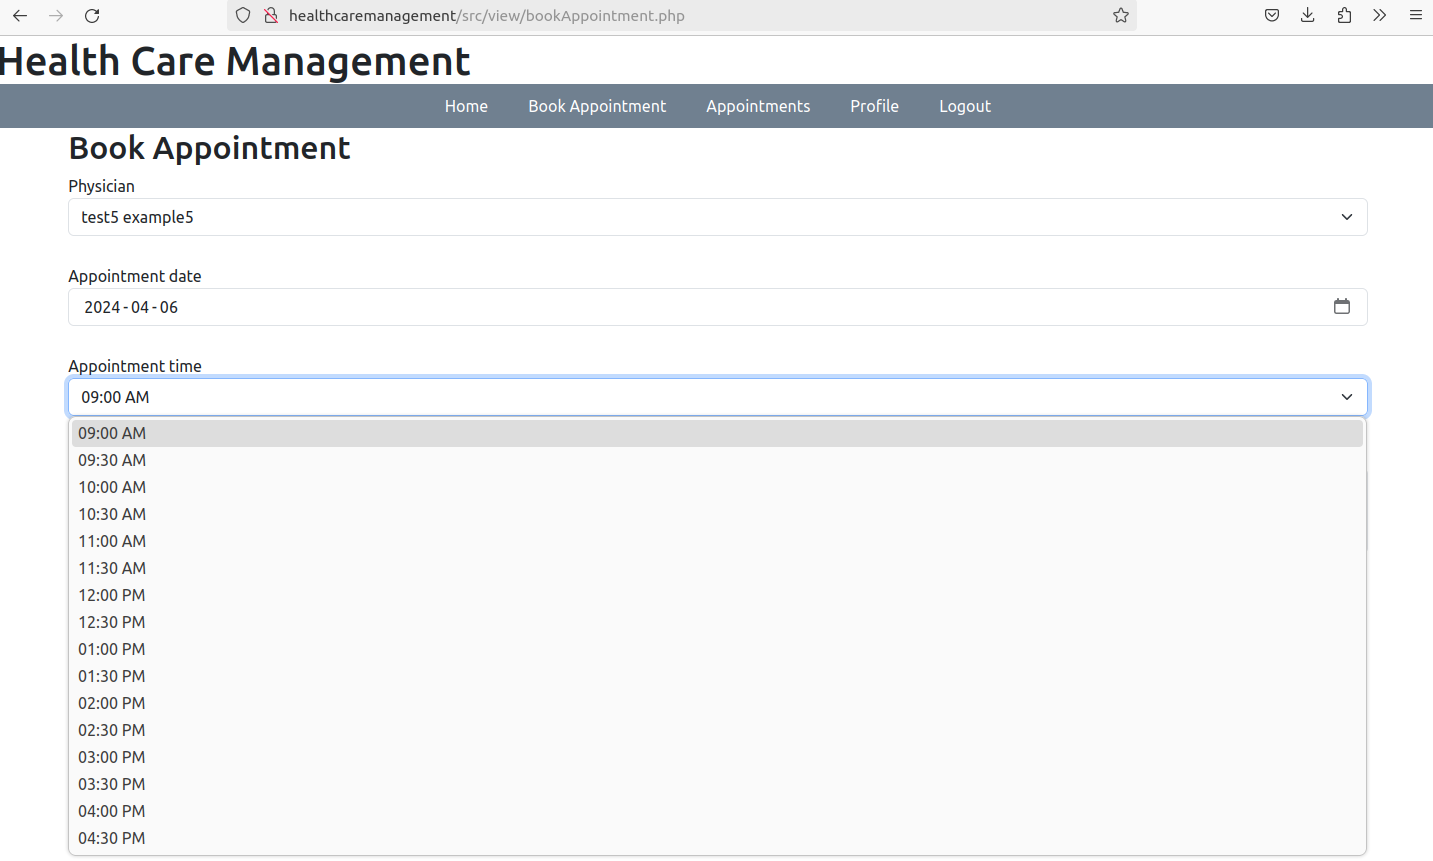 healthcaremanagement/src/view/bookAppointment.php
Health Care Management
Home Book Appointment Appointments Profile Logout
Book Appointment
Physician
test5 example5
Appointment date
2024-04-06
Appointment time
09:00 AM
09:00 AM
09:30 AM
10:00 AM
10:30 AM
11:00 AM
11:30 AM
12:00 PM
12:30 PM
01:00 PM
01:30 PM
02:00 PM
02:30 PM
03:00 PM
03:30 PM
04:00 PM
04:30 PM